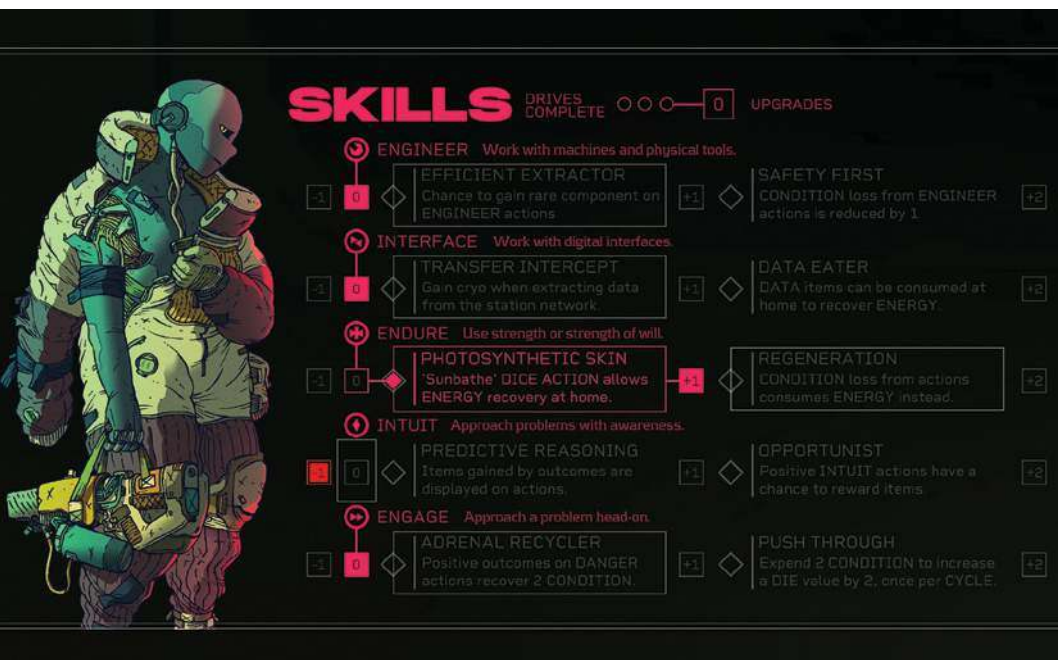 SKILLS
DRIVES
COMPLETE
0
UPGRADES
ENGINEER Work with machines and physical tools.
EFFICIENT EXTRACTOR
SAFETY FIRST
-1 0
Chance to gain rare component on
+1
CONDITION loss from ENGINEER
+2
ENGINEER actions
actions is reduced by 1.
INTERFACE Work with digital interfaces.
TRANSFER INTERCEPT
DATA EATER
-1 0
Gain cryo when extracting data
+1
DATA items can be consumed at
+2
from the station network.
home to recover ENERGY.
ENDURE Use strength or strength of will.
PHOTOSYNTHETIC SKIN
REGENERATION
-1 0
'Sunbathe' DICE ACTION allows
+1
CONDITION loss from actions
+2
ENERGY recovery at home.
consumes ENERGY instead.
INTUIT Approach problems with awareness.
PREDICTIVE REASONING
OPPORTUNIST
-1 0
Items gained by outcomes are
+1
Positive INTUIT actions have a
+2
displayed on actions.
chance to reward items
ENGAGE Approach a problem head-on.
ADRENAL RECYCLER
PUSH THROUGH
-1 0
Positive outcomes on DANGER
+1
Expend 2 CONDITION to increase
+2
actions recover 2 CONDITION.
a DIE value by 2, once per CYCLE.